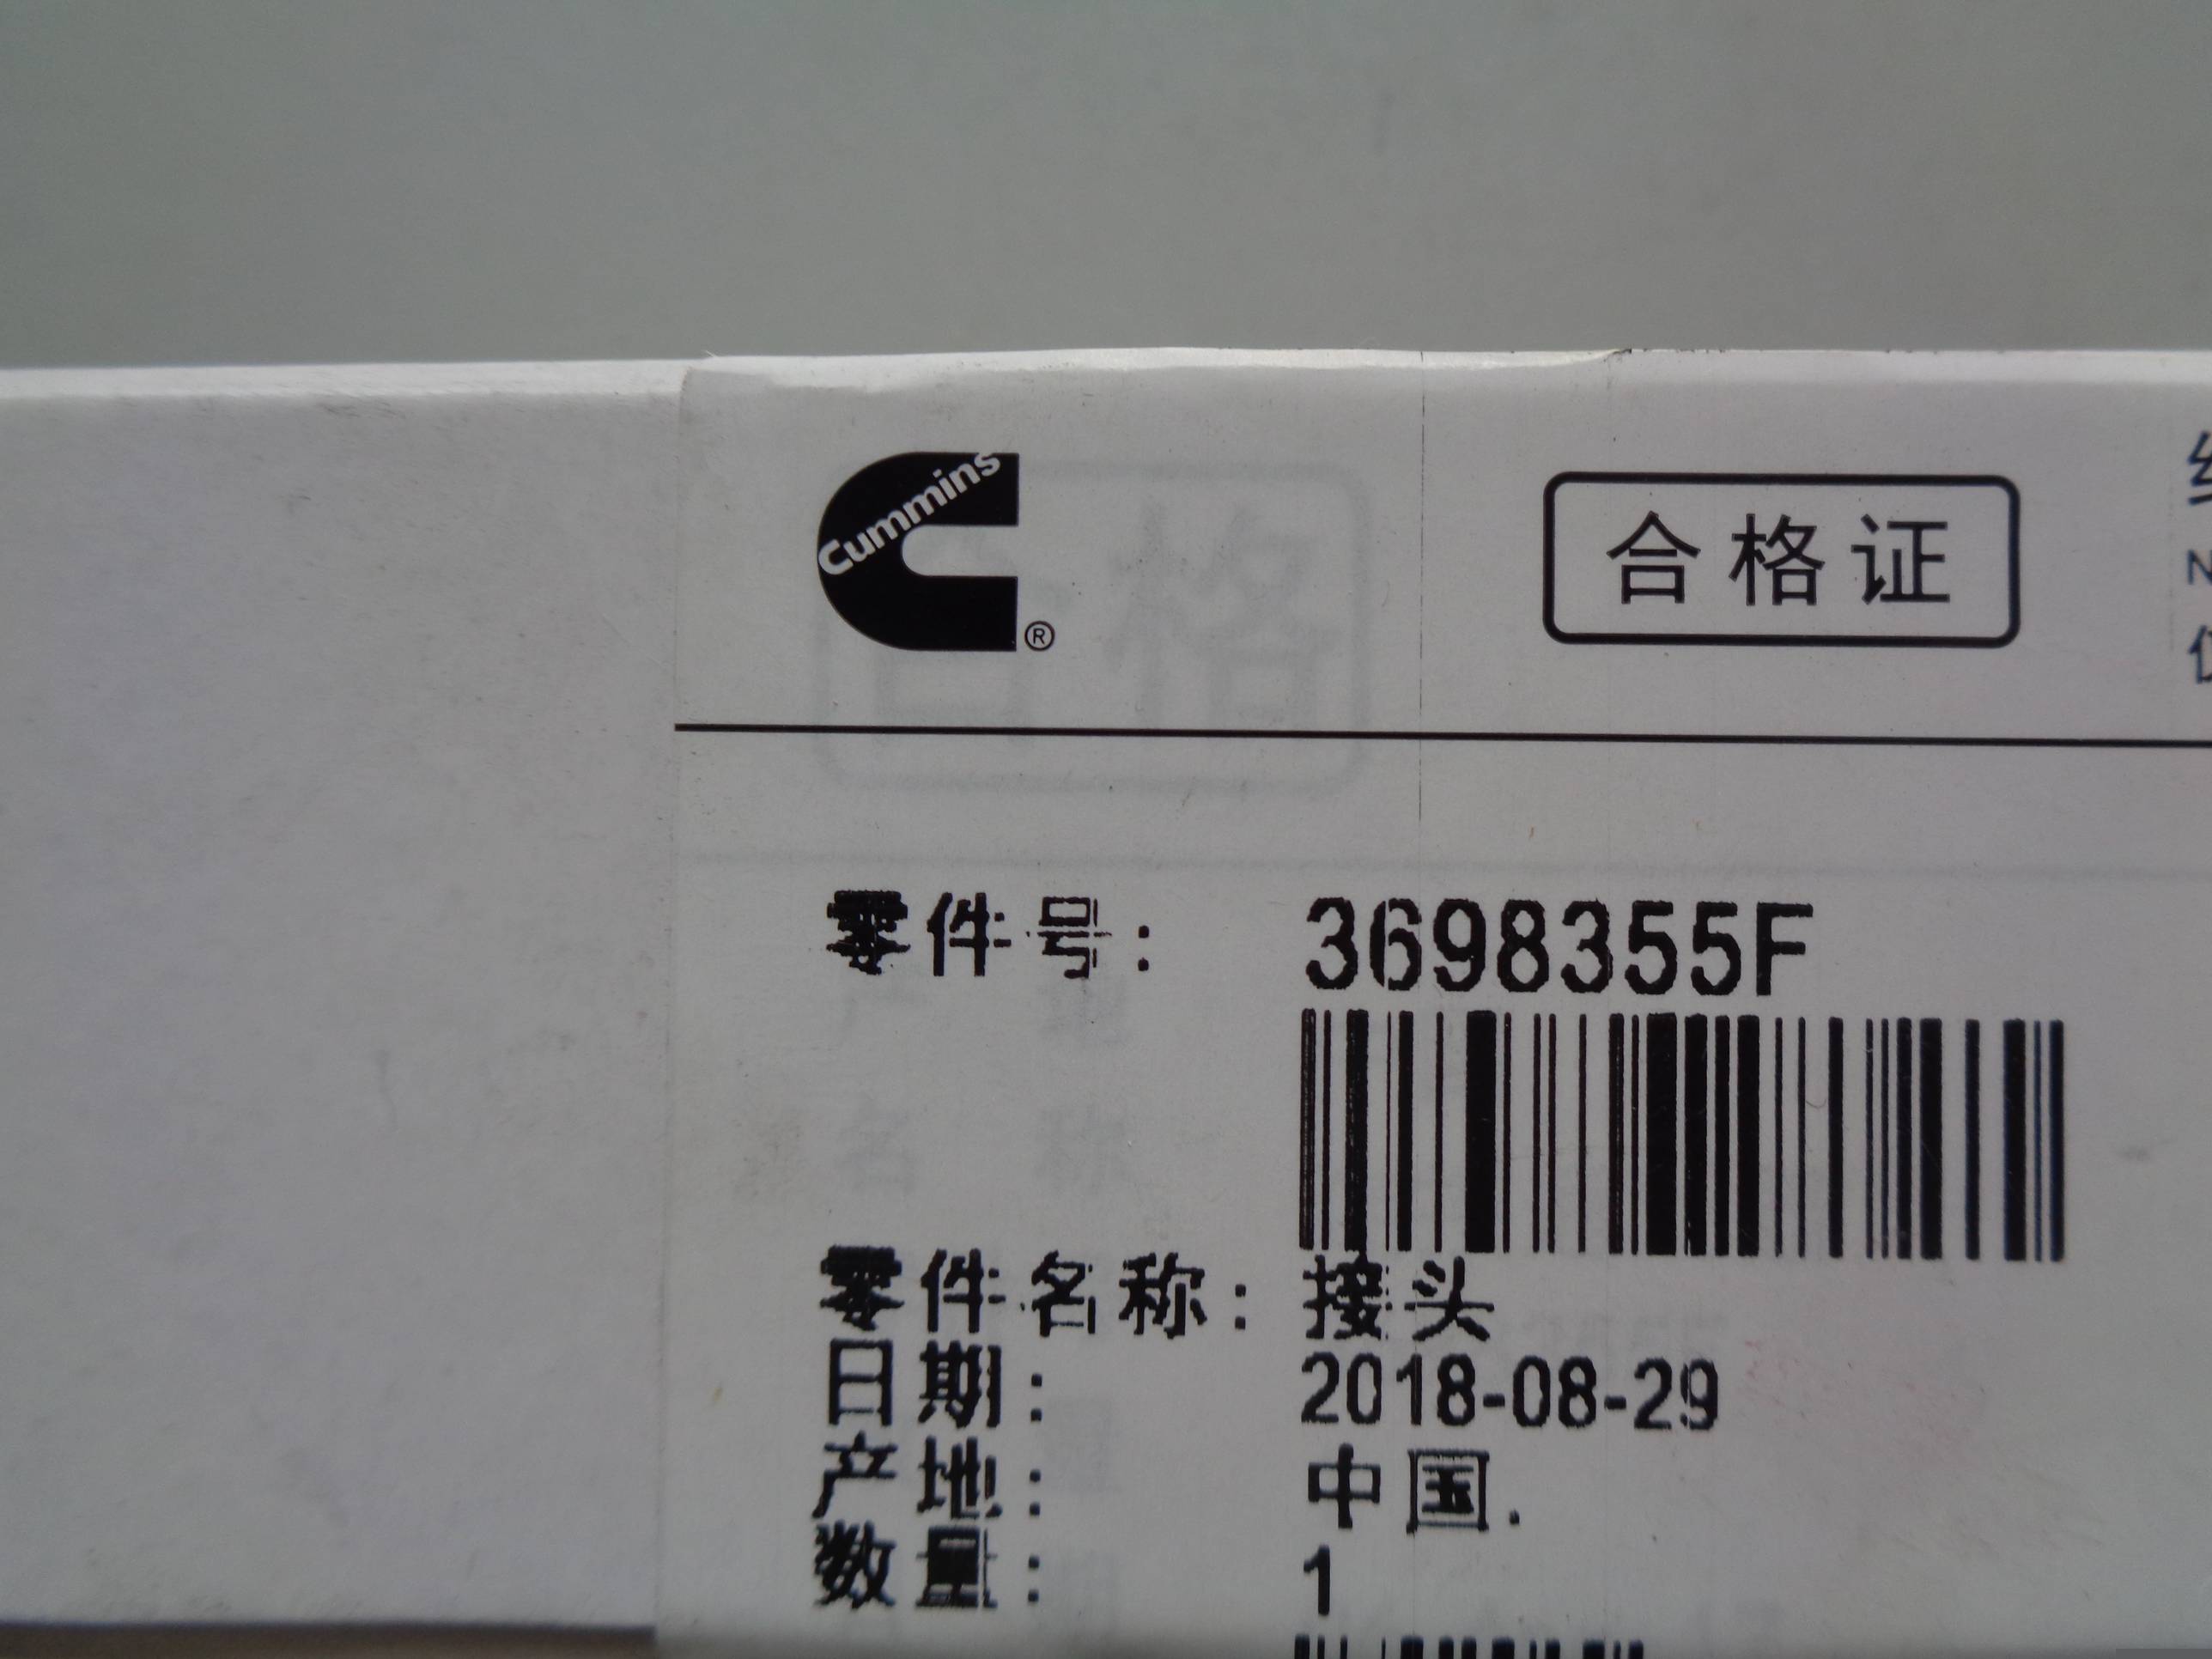 Cummins ®
合格证
零件号: 3698355F
零件名称: 接头
日期: 2018-08-29
产地: 中国.
数量: 1